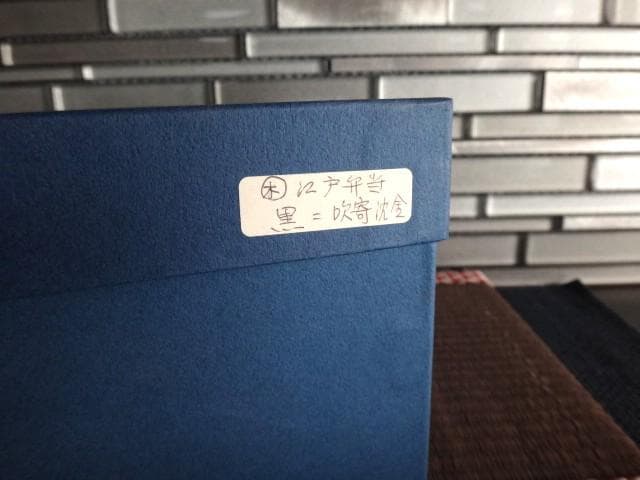 ㊍ 江戸弁当
黒 = 吹寄沈金